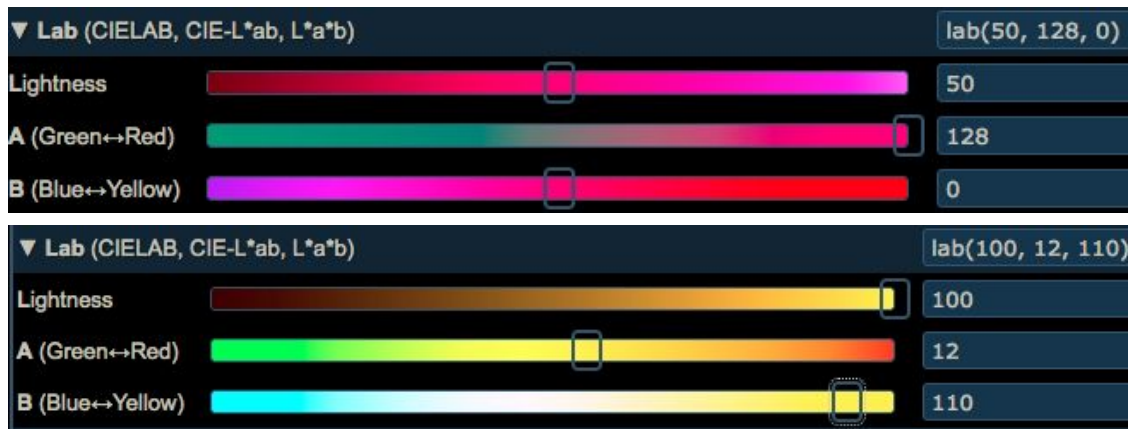 ▼ Lab (CIELAB, CIE-L*ab, L*a*b) lab(50, 128, 0)
Lightness 50
A (Green↔Red) 128
B (Blue↔Yellow) 0
▼ Lab (CIELAB, CIE-L*ab, L*a*b) lab(100, 12, 110)
Lightness 100
A (Green↔Red) 12
B (Blue↔Yellow) 110